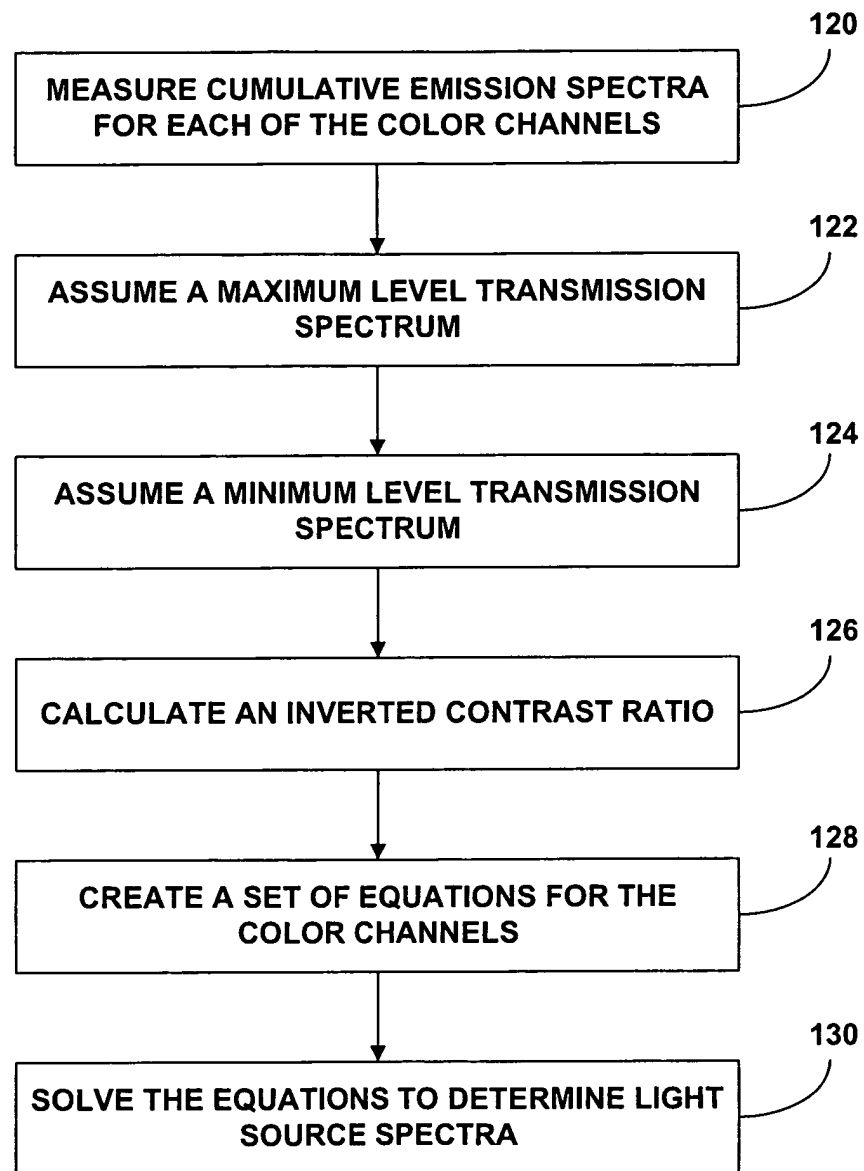 120
MEASURE CUMULATIVE EMISSION SPECTRA
FOR EACH OF THE COLOR CHANNELS
122
ASSUME A MAXIMUM LEVEL TRANSMISSION
SPECTRUM
124
ASSUME A MINIMUM LEVEL TRANSMISSION
SPECTRUM
126
CALCULATE AN INVERTED CONTRAST RATIO
128
CREATE A SET OF EQUATIONS FOR THE
COLOR CHANNELS
130
SOLVE THE EQUATIONS TO DETERMINE LIGHT
SOURCE SPECTRA